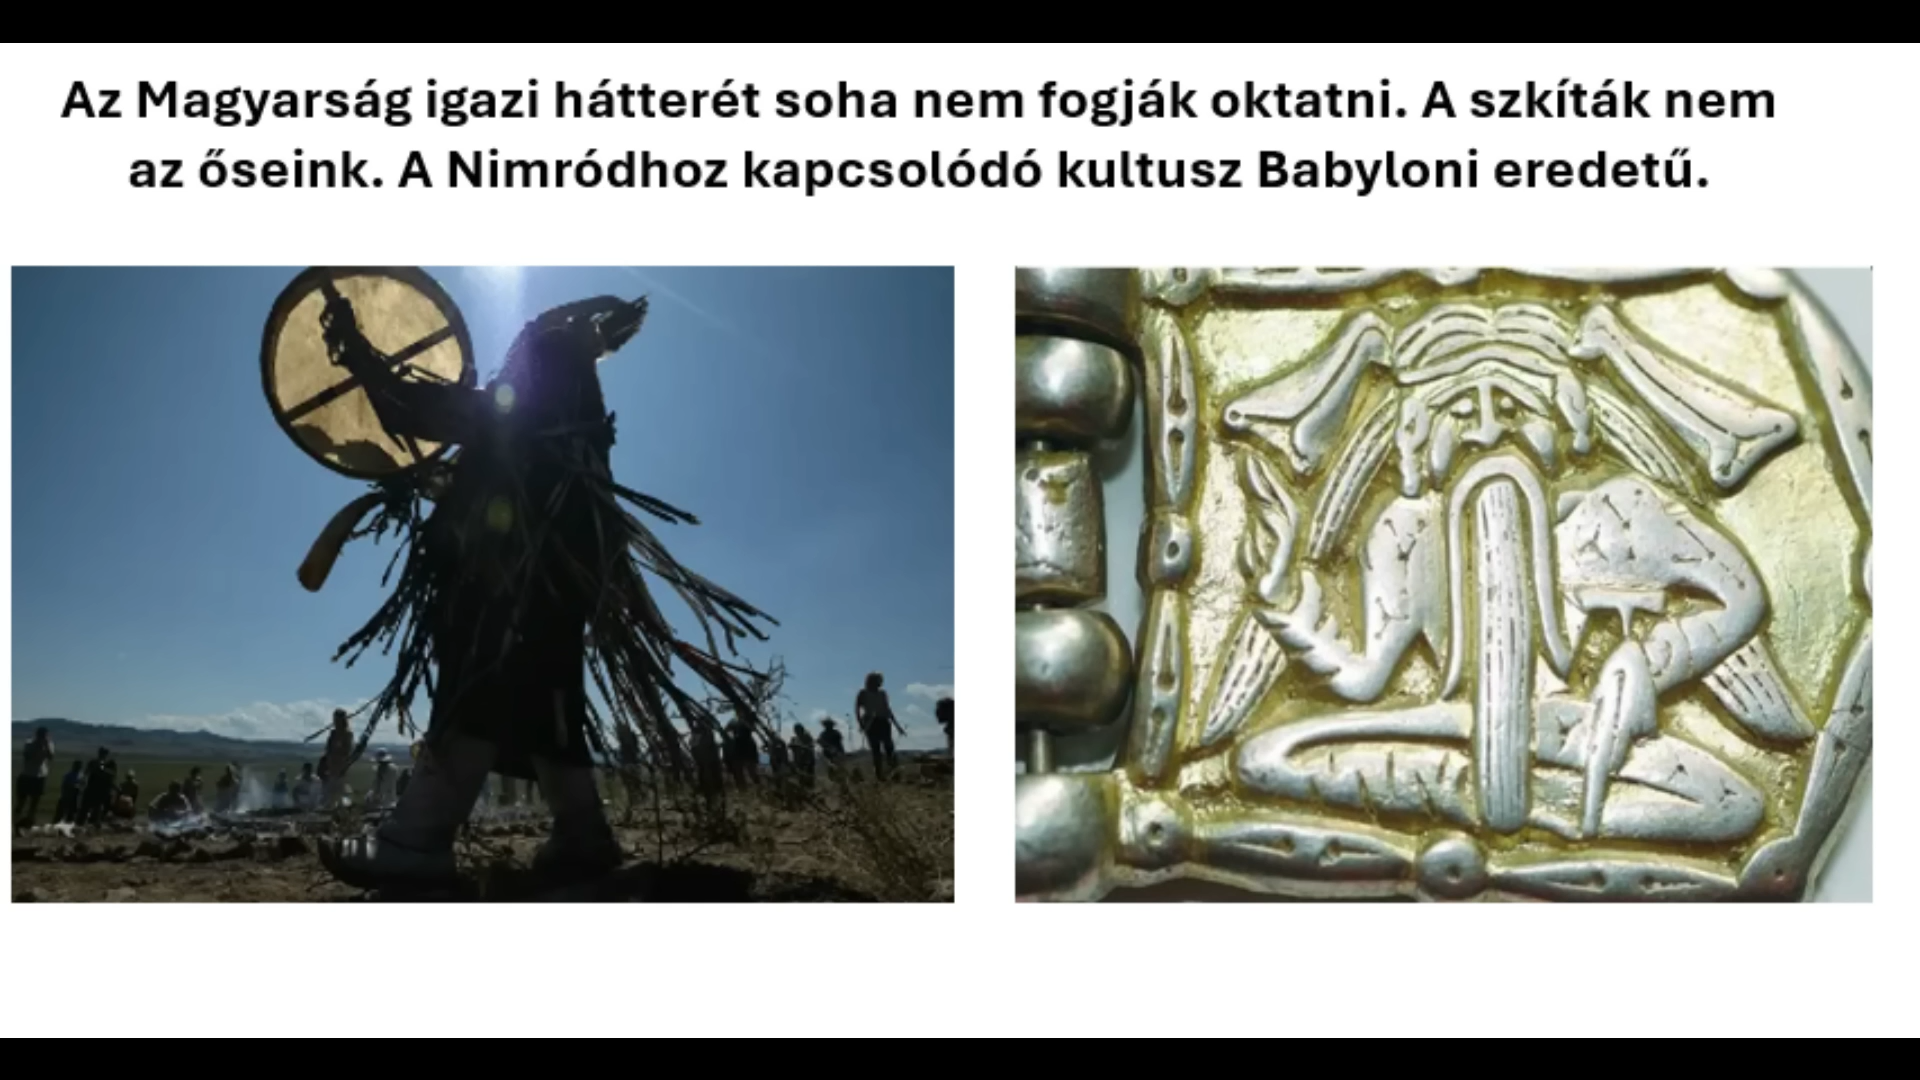 Az Magyarság igazi hátterét soha nem fogják oktatni. A szkíták nem
az őseink. A Nimródhoz kapcsolódó kultusz Babyloni eredetű.